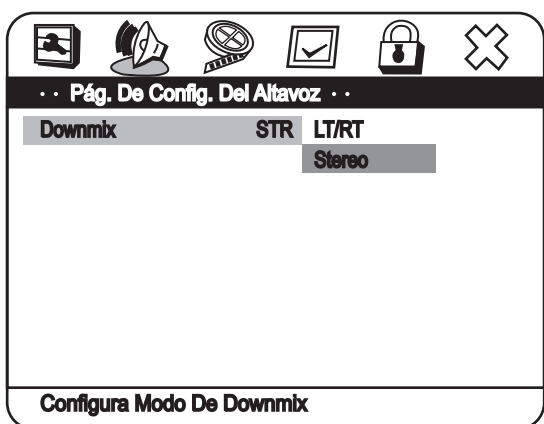 ·· Pág. De Config. Del Altavoz ··
Downmix STR LT/RT
Stereo
Configura Modo De Downmix